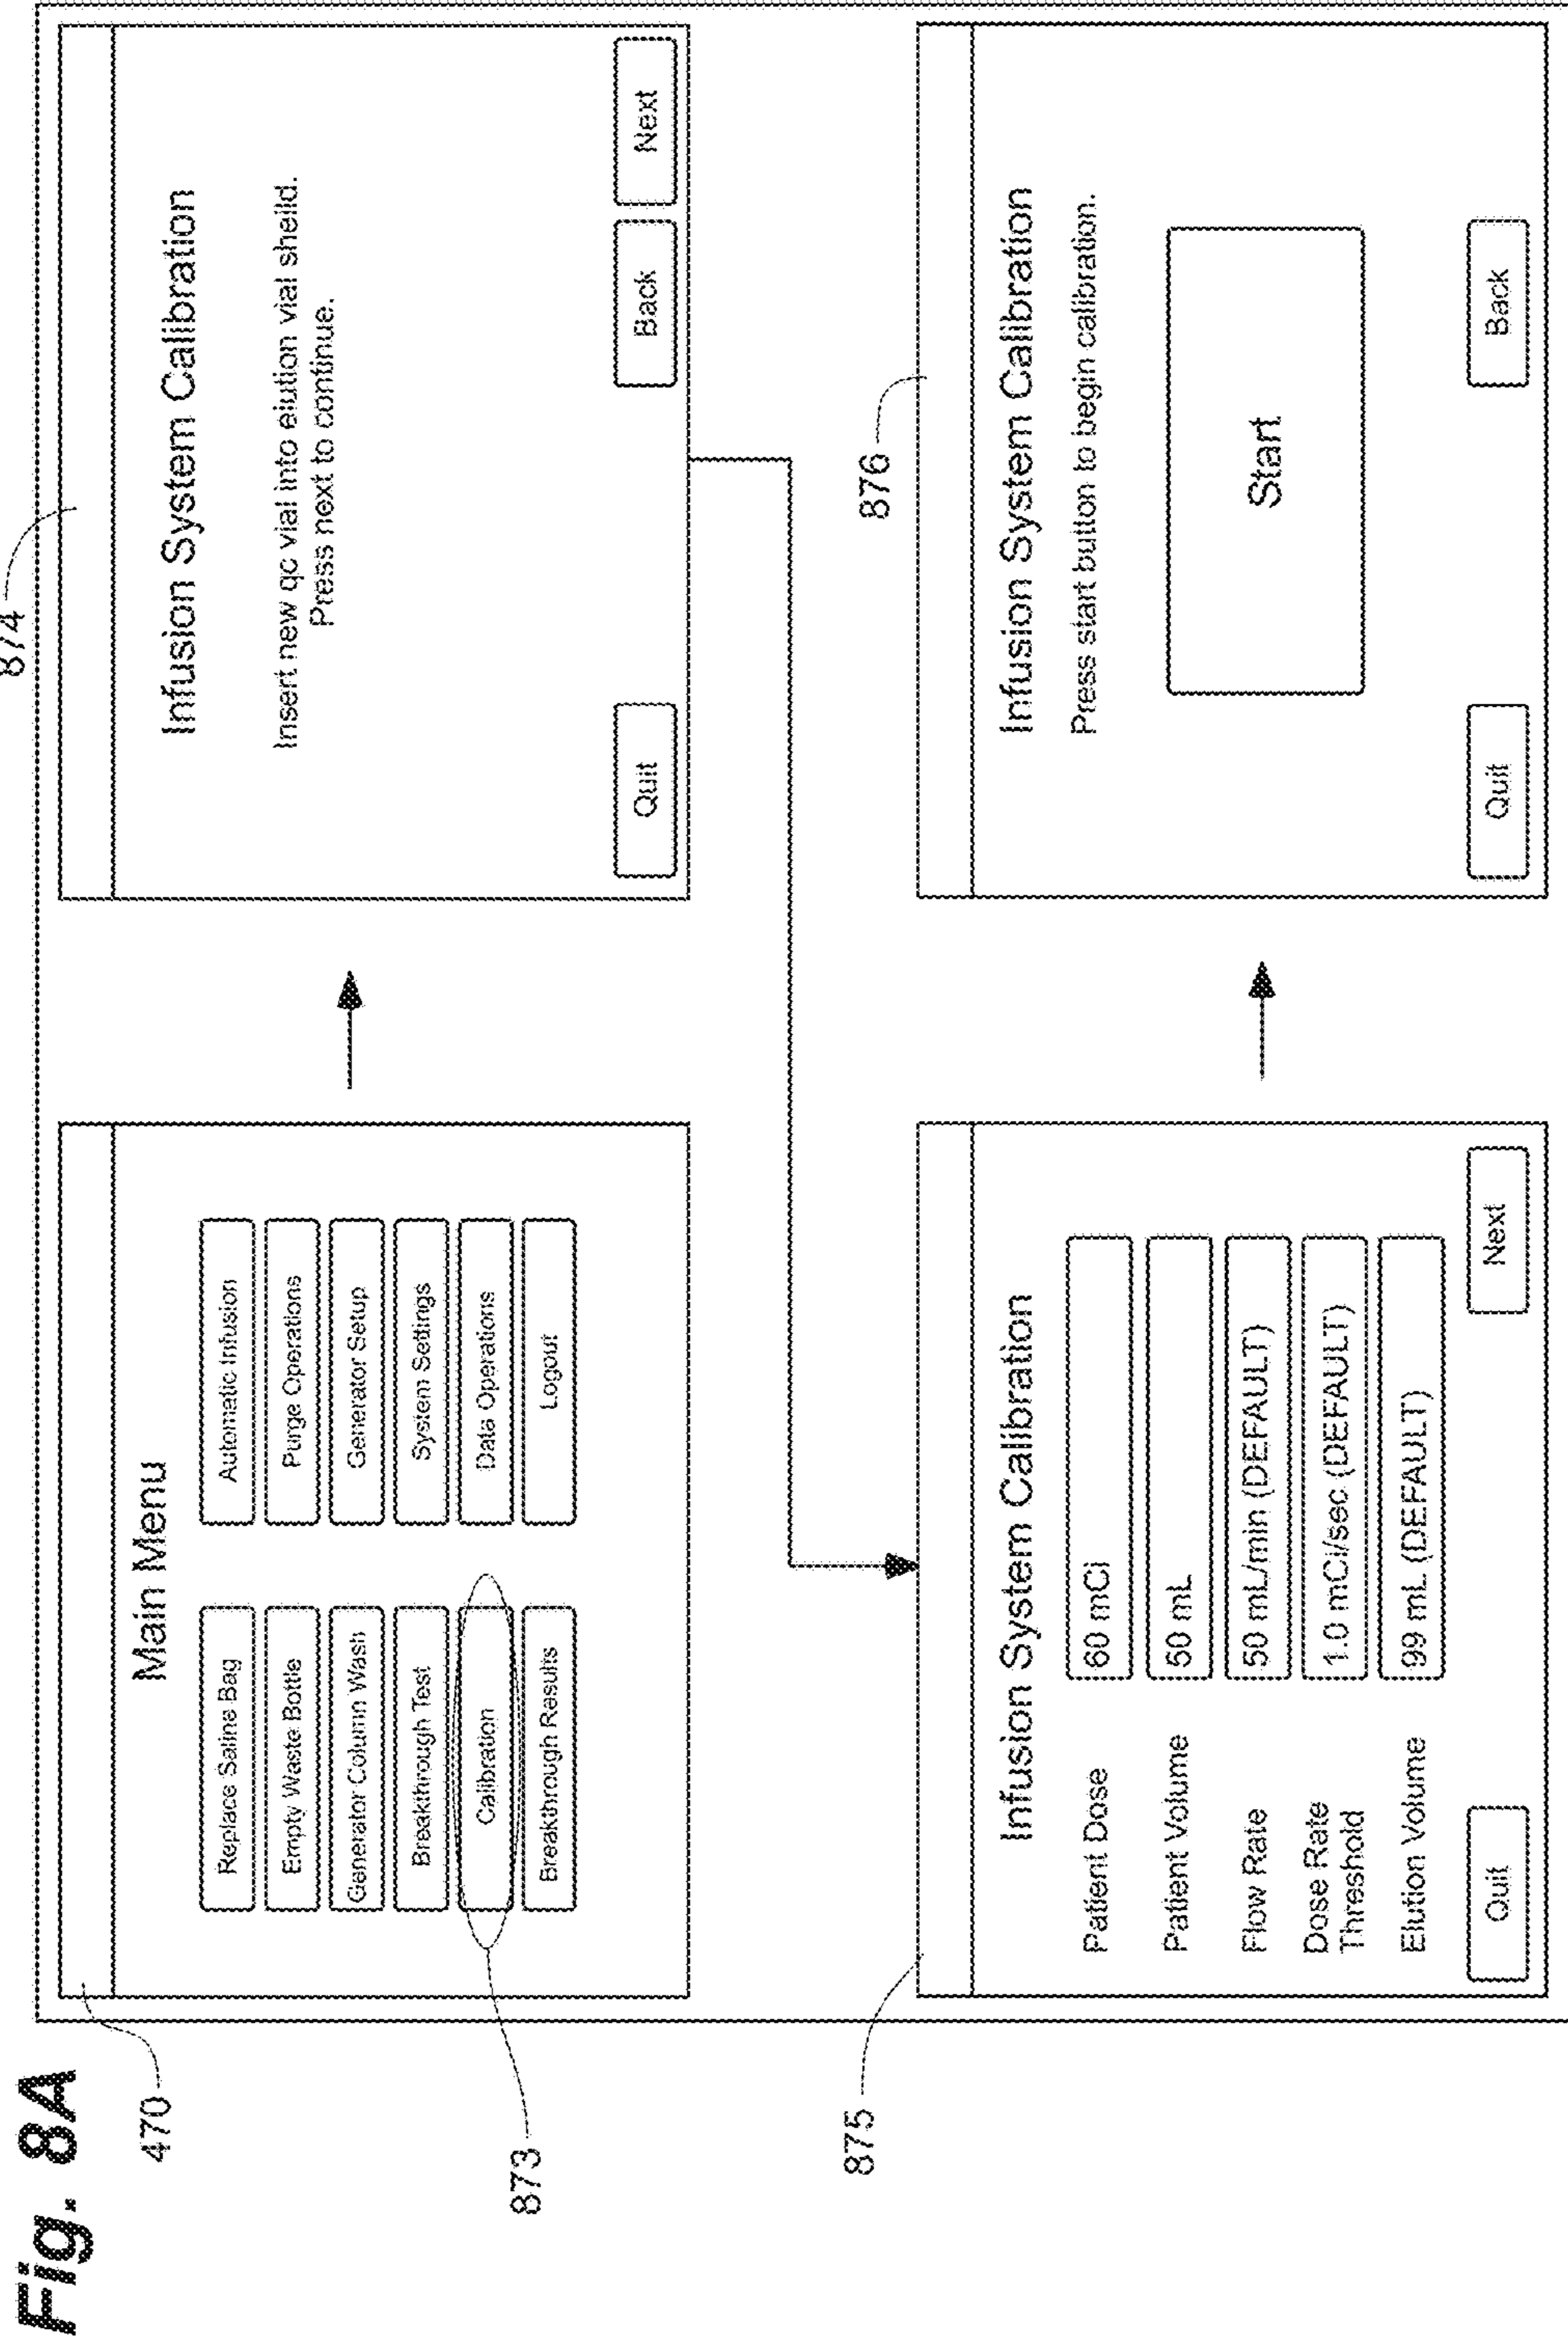 Fig. 8A
470
Main Menu
Replace Saline Bag
Automatic Infusion
Empty Waste Bottle
Purge Operations
Generator Column Wash
Generator Setup
Breakthrough Test
System Settings
Calibration
Data Operations
Breakthrough Results
Logout
873
874
Infusion System Calibration
Insert new qc vial into elution vial sheild.
Press next to continue.
Quit
Back
Next
875
Infusion System Calibration
Patient Dose
60 mCi
Patient Volume
50 mL
Flow Rate
50 mL/min (DEFAULT)
Dose Rate
Threshold
1.0 mCi/sec (DEFAULT)
Elution Volume
99 mL (DEFAULT)
Quit
Next
876
Infusion System Calibration
Press start button to begin calibration.
Start
Quit
Back